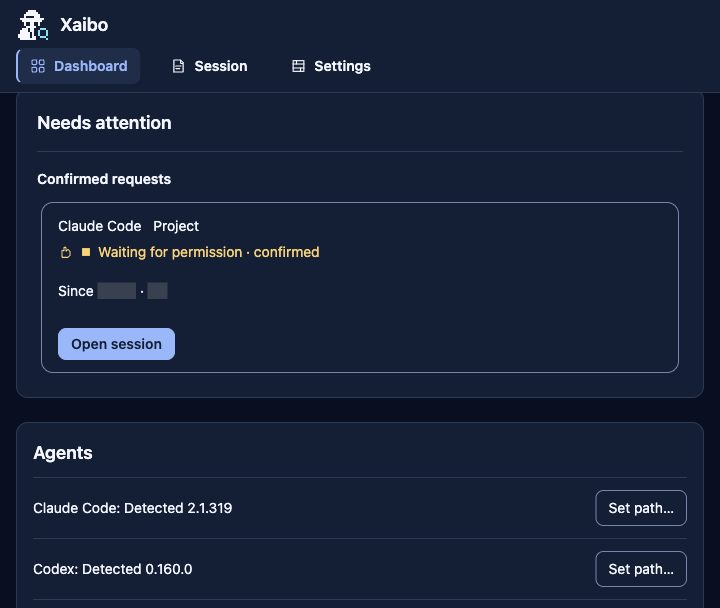 Xaibo
Dashboard
Session
Settings
Needs attention
Confirmed requests
Claude Code Project
Waiting for permission · confirmed
Since ·
Open session
Agents
Claude Code: Detected 2.1.319
Set path...
Codex: Detected 0.160.0
Set path...